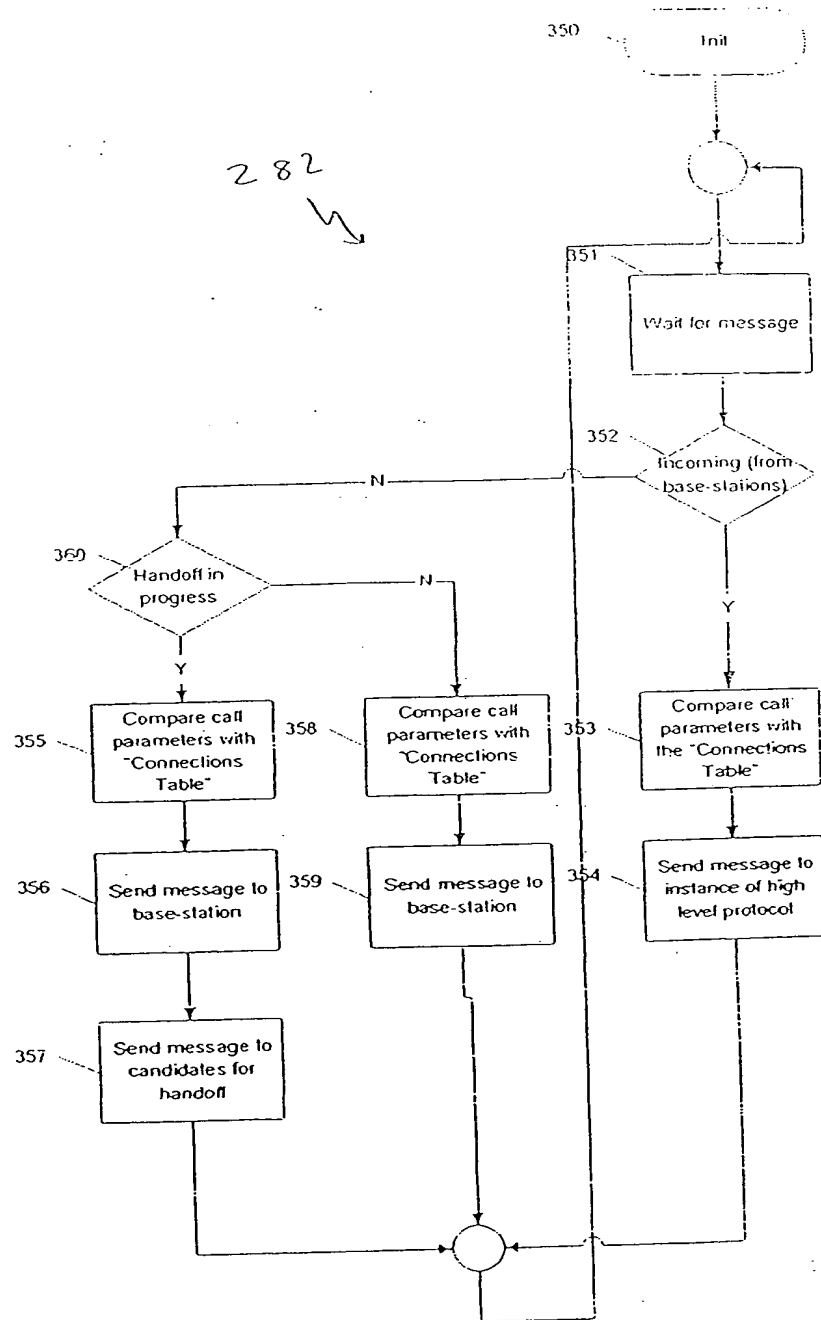 350
Init
282
351
Wait for message
352
Incoming (from
base-stations)
N
360
Handoff in
progress
N
Y
Y
355
Compare call
parameters with
"Connections
Table"
358
Compare call
parameters with
"Connections
Table"
353
Compare call
parameters with
the "Connections
Table"
356
Send message to
base-station
359
Send message to
base-station
354
Send message to
instance of high
level protocol
357
Send message to
candidates for
handoff